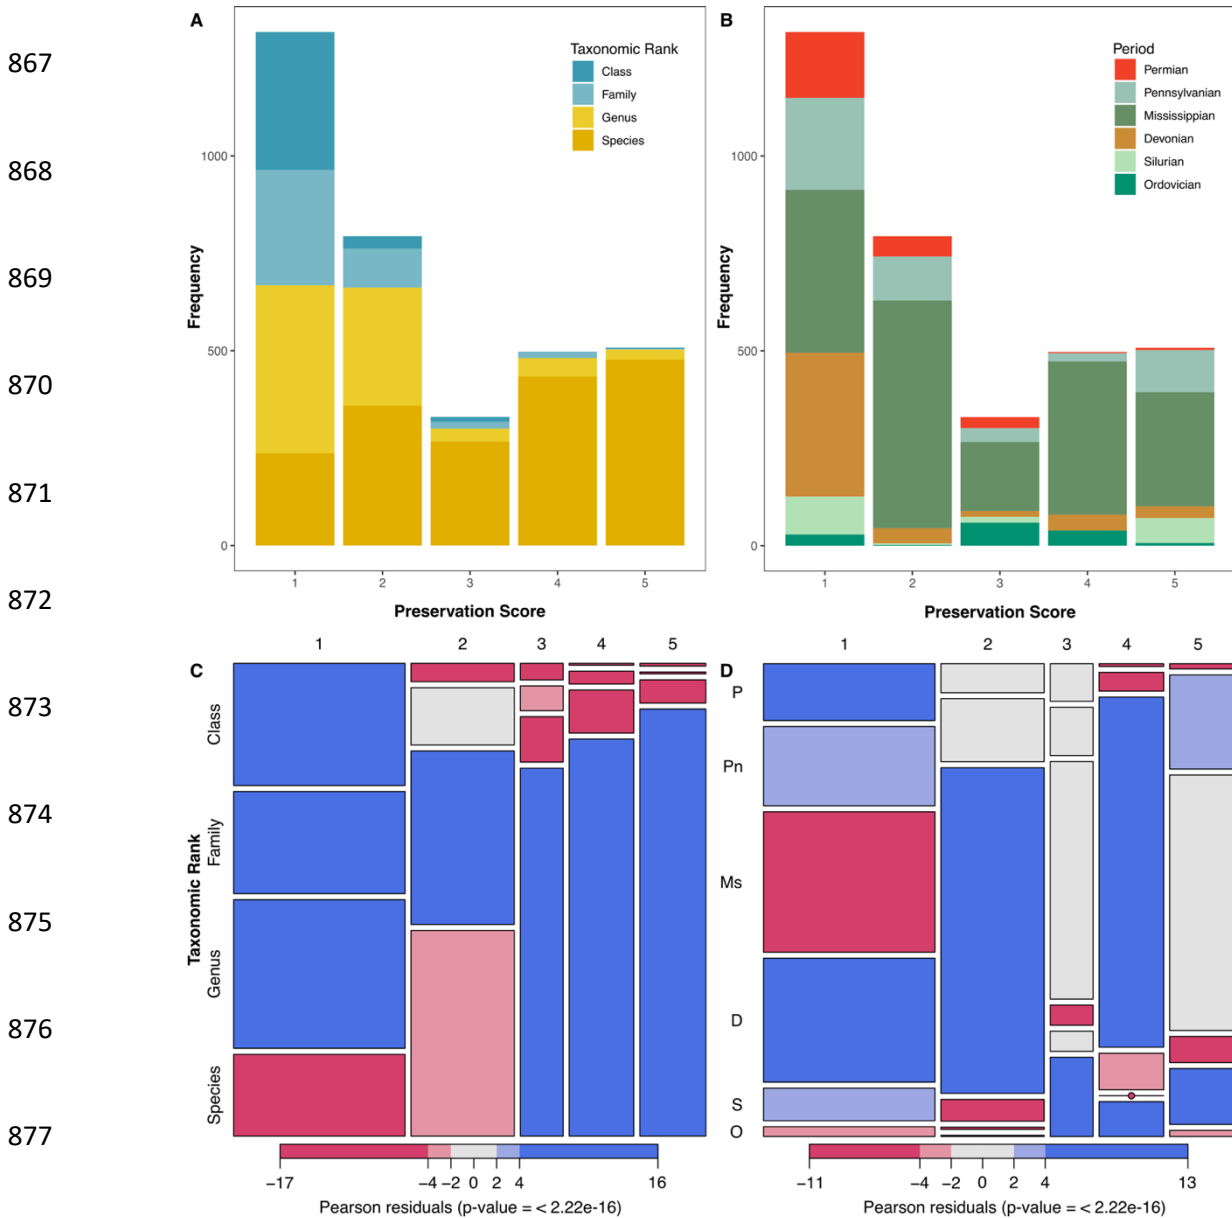 A
Taxonomic Rank
Class
Family
Genus
Species
1000
500
0
Frequency
1 2 3 4 5
Preservation Score
B
Period
Permian
Pennsylvanian
Mississippian
Devonian
Silurian
Ordovician
1000
500
0
Frequency
1 2 3 4 5
Preservation Score
C
1 2 3 4 5
Taxonomic Rank
Class
Family
Genus
Species
−17 −4 −2 0 2 4 16
Pearson residuals (p-value = < 2.22e-16)
D
1 2 3 4 5
P
Pn
Ms
D
S
O
−11 −4 −2 0 2 4 13
Pearson residuals (p-value = < 2.22e-16)
867
868
869
870
871
872
873
874
875
876
877